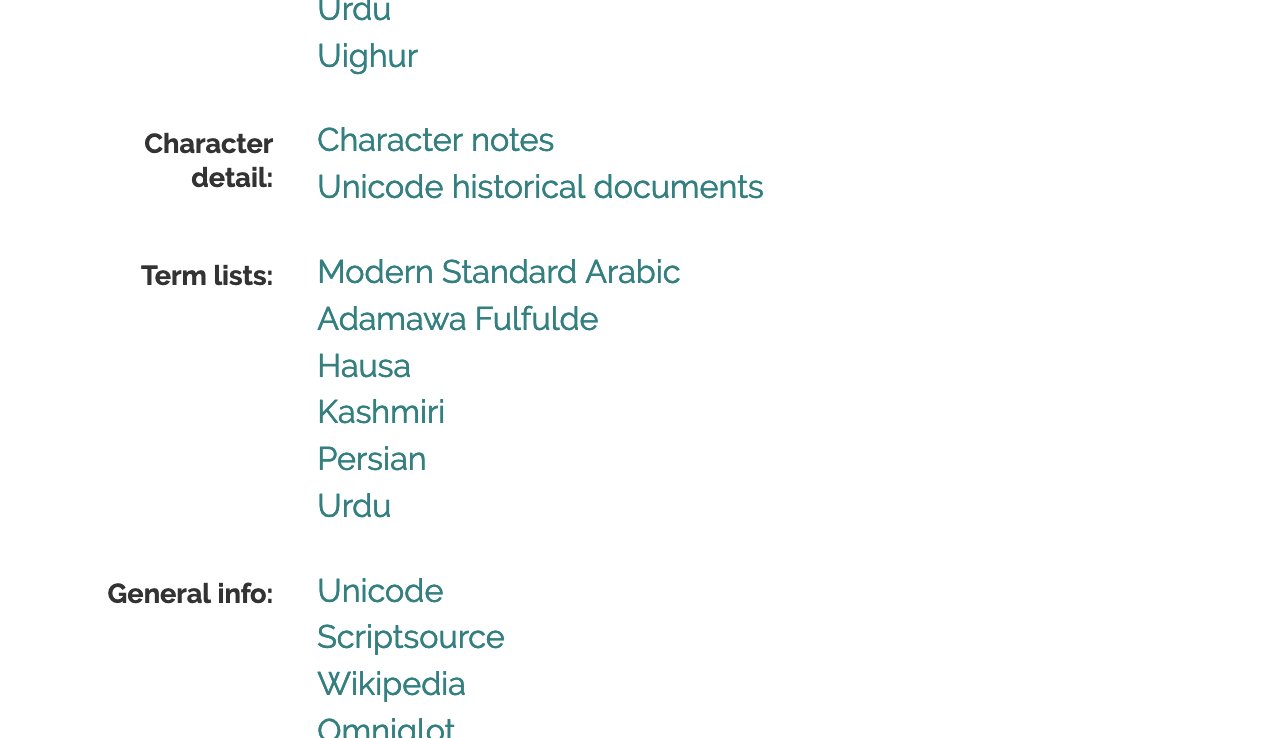 Urdu
Uighur
Character detail:
Character notes
Unicode historical documents
Term lists:
Modern Standard Arabic
Adamawa Fulfulde
Hausa
Kashmiri
Persian
Urdu
General info:
Unicode
Scriptsource
Wikipedia
Omniglot